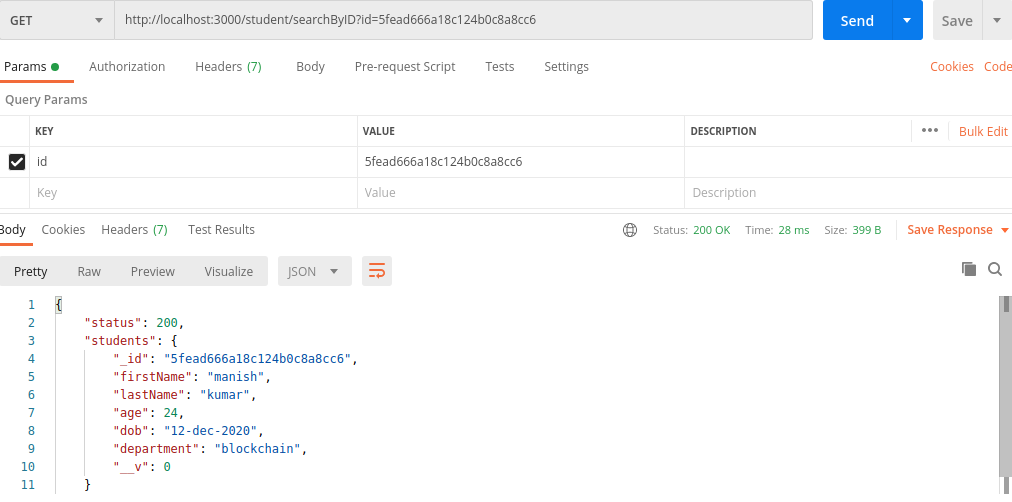 GET http://localhost:3000/student/searchByID?id=5fead666a18c124b0c8a8cc6 Send Save
Params Authorization Headers (7) Body Pre-request Script Tests Settings Cookies Code
Query Params
KEY VALUE DESCRIPTION ••• Bulk Edit
id 5fead666a18c124b0c8a8cc6
Key Value Description
Body Cookies Headers (7) Test Results Status: 200 OK Time: 28 ms Size: 399 B Save Response
Pretty Raw Preview Visualize JSON
1 {
2 "status": 200,
3 "students": {
4 "_id": "5fead666a18c124b0c8a8cc6",
5 "firstName": "manish",
6 "lastName": "kumar",
7 "age": 24,
8 "dob": "12-dec-2020",
9 "department": "blockchain",
10 "__v": 0
11 }